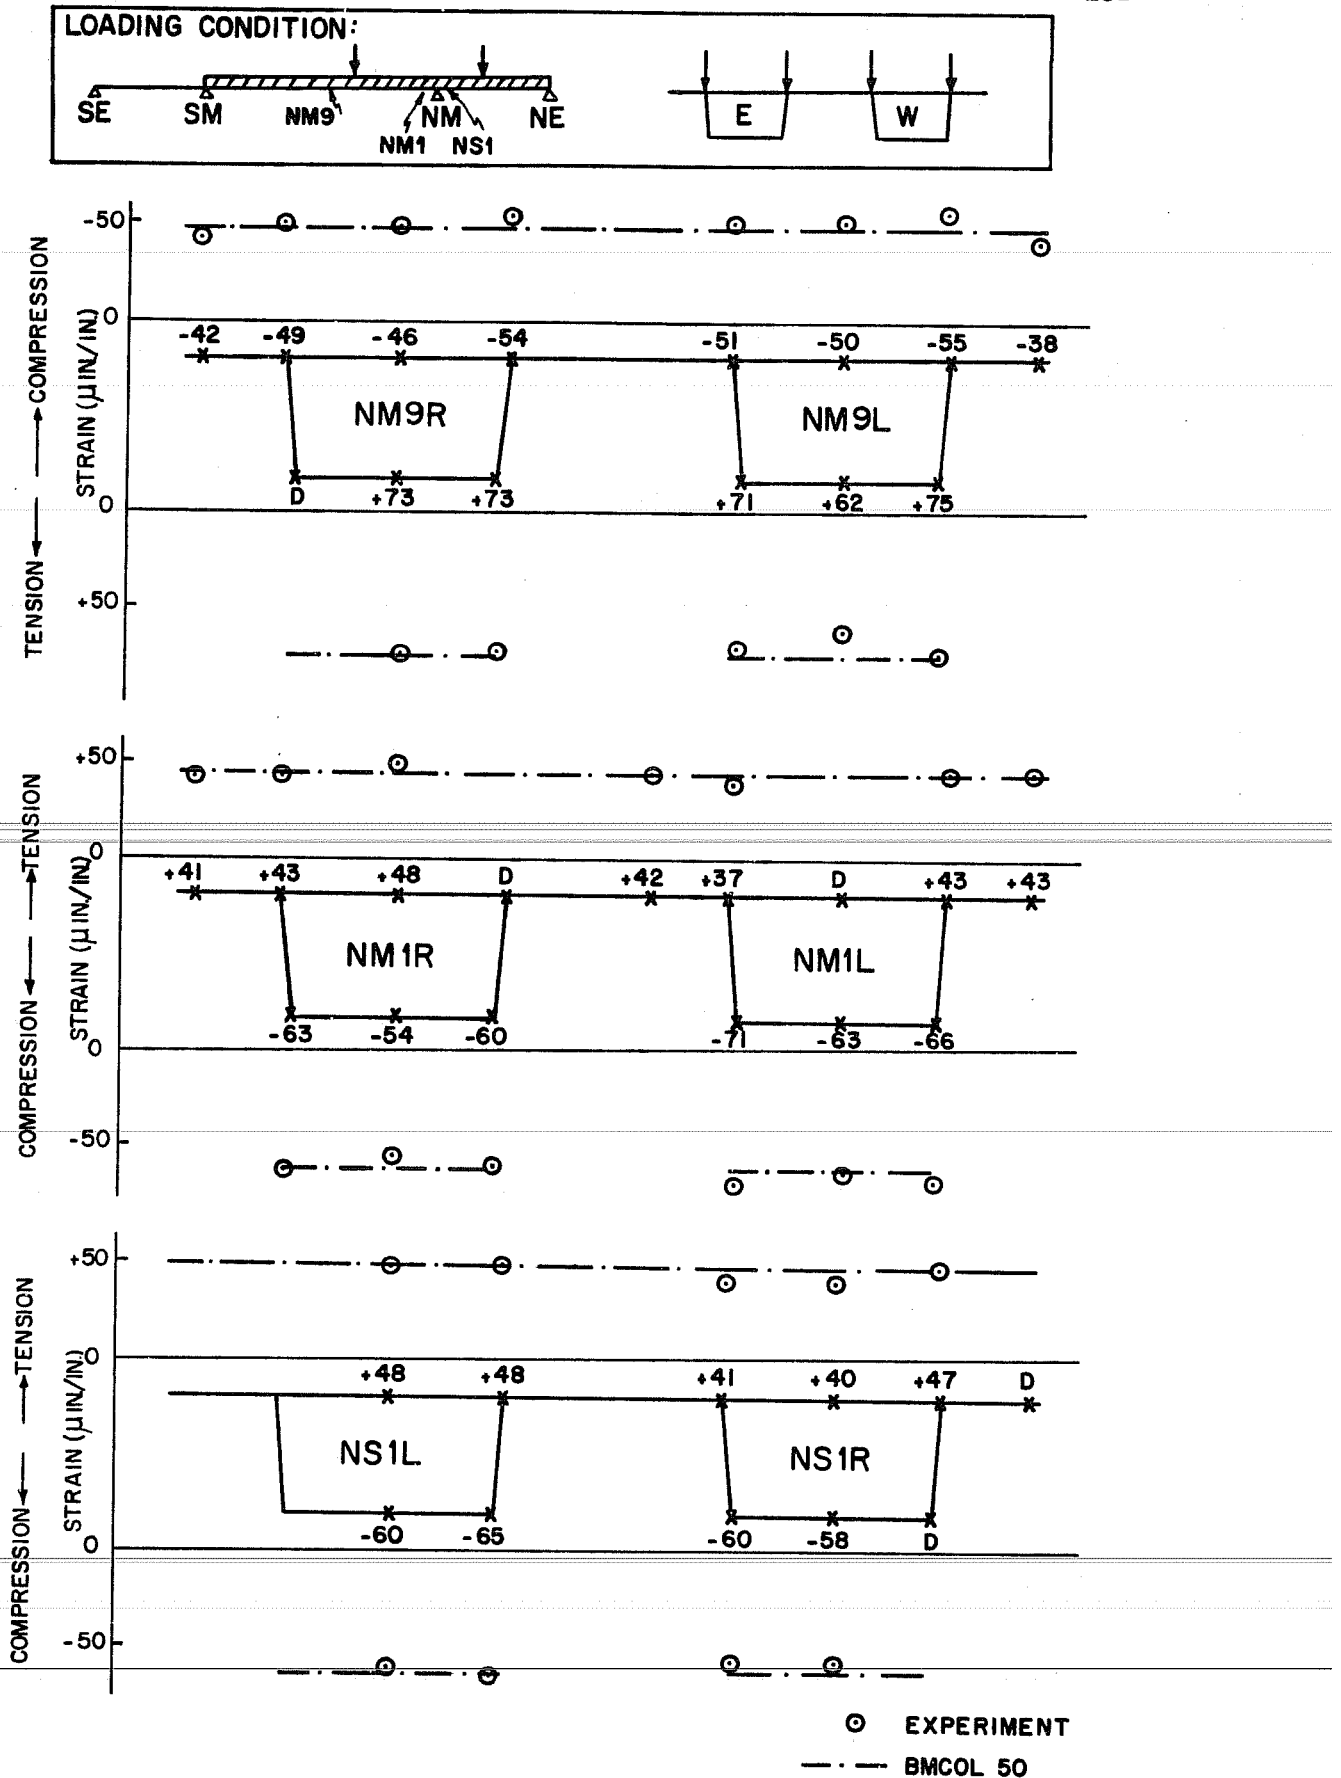 LOADING CONDITION:
SE SM NM9 NM NE
NM1 NS1
E W
-50
0
-42 -49 -46 -54 -51 -50 -55 -38
NM9R NM9L
D +73 +73 +71 +62 +75
0
+50
STRAIN (μ IN/IN)
TENSION COMPRESSION
+50
0
+41 +43 +48 D +42 +37 D +43 +43
NM1R NM1L
-63 -54 -60 -71 -63 -66
0
-50
STRAIN (μ IN/IN)
COMPRESSION TENSION
+50
0
+48 +48 +41 +40 +47 D
NS1L NS1R
-60 -65 -60 -58 D
0
-50
STRAIN (μ IN/IN)
COMPRESSION TENSION
EXPERIMENT
BMCOL 50